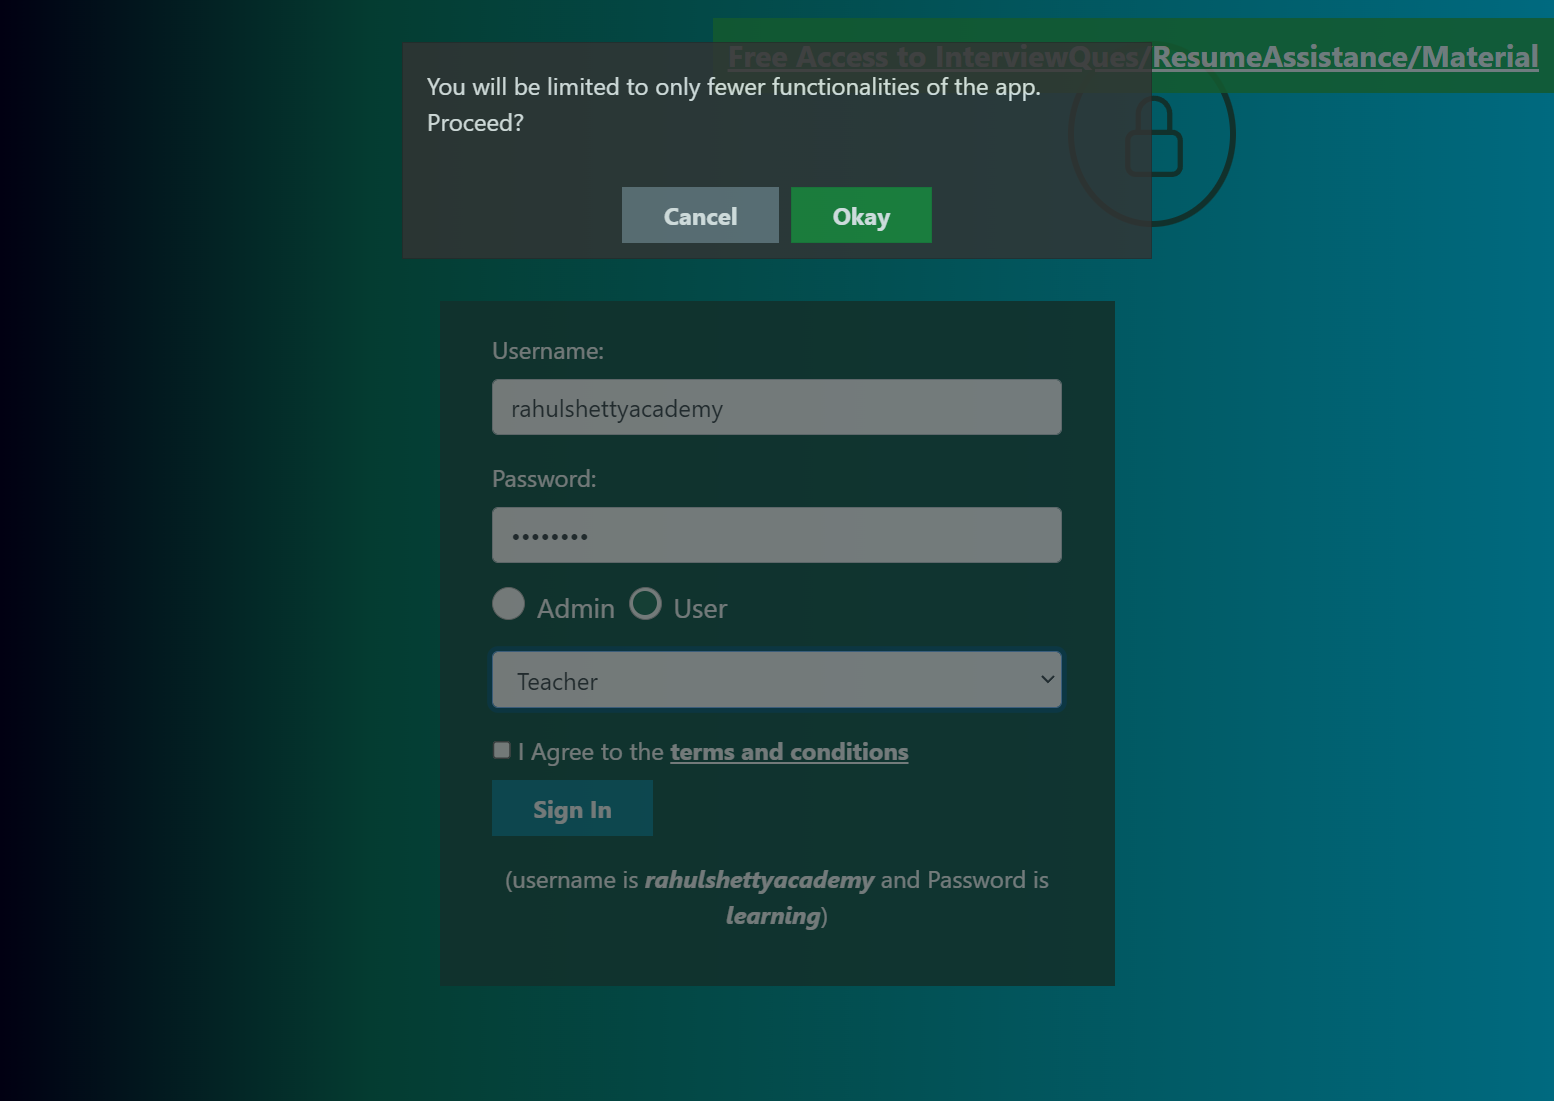 Free Access to InterviewQues/ResumeAssistance/Material
You will be limited to only fewer functionalities of the app.
Proceed?
Cancel Okay
Username:
rahulshettyacademy
Password:
••••••••
Admin User
Teacher
I Agree to the terms and conditions
Sign In
(username is rahulshettyacademy and Password is
learning)